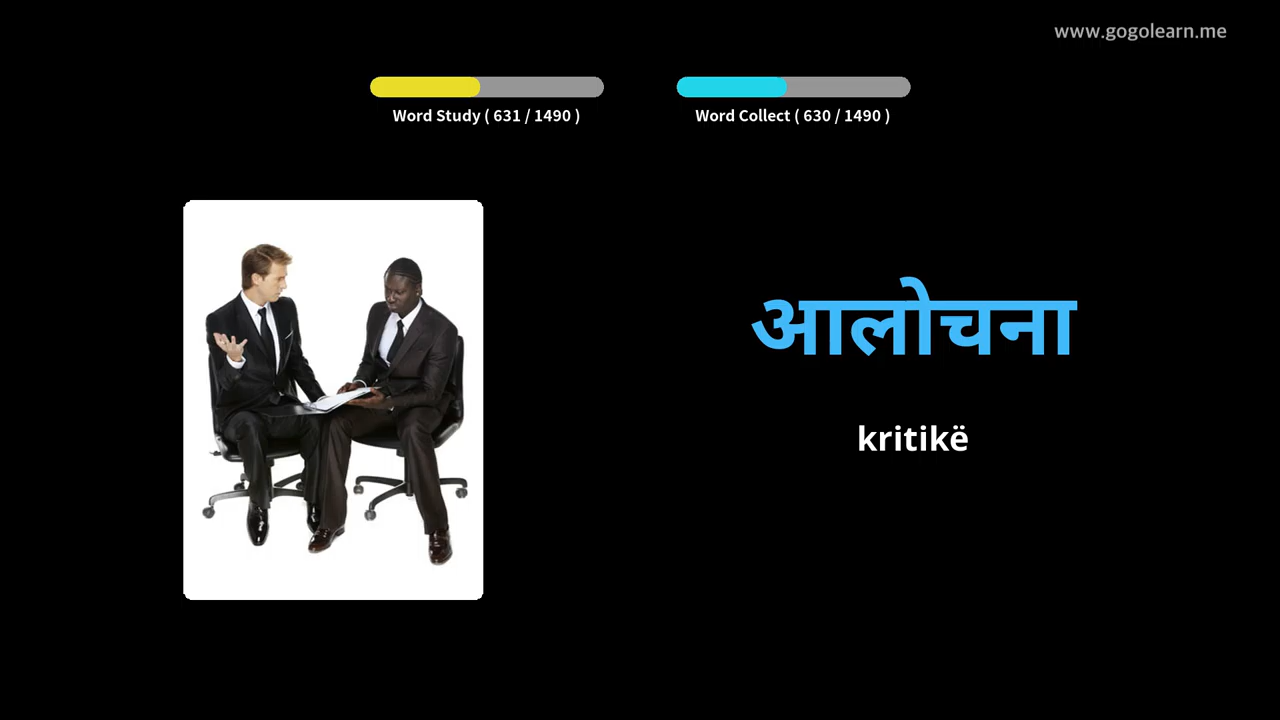 www.gogolearn.me
Word Study ( 631 / 1490 )
Word Collect ( 630 / 1490 )
आलोचना
kritikë